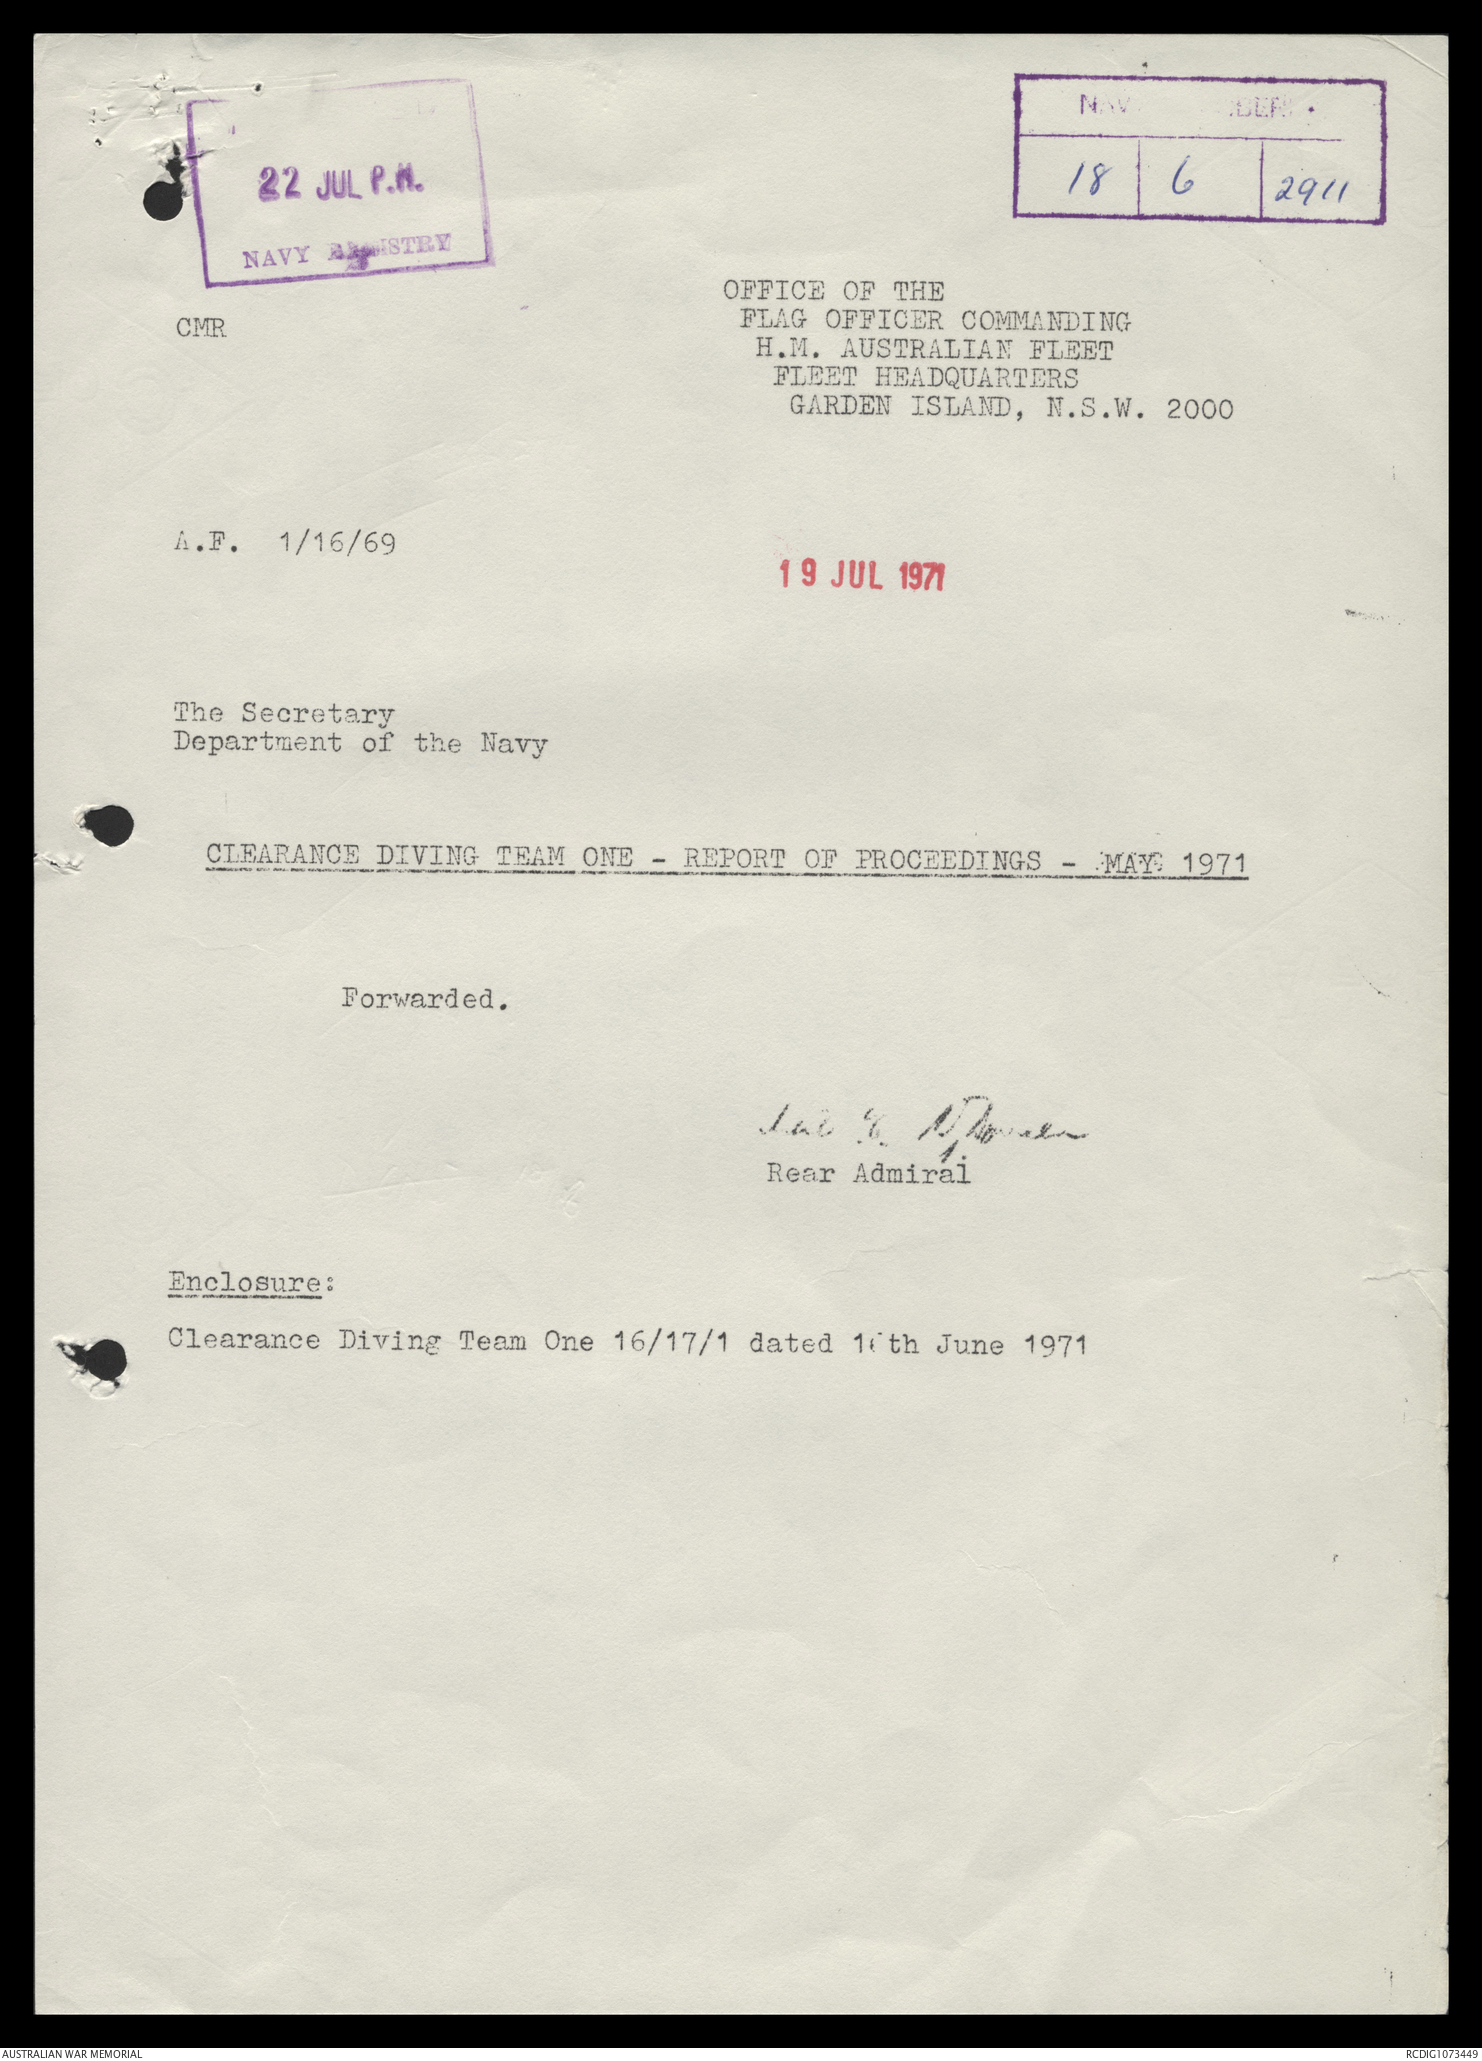 22 JUL P.M.
NAVY REGISTRY
18 6 2911
CMR
OFFICE OF THE
FLAG OFFICER COMMANDING
H.M. AUSTRALIAN FLEET
FLEET HEADQUARTERS
GARDEN ISLAND, N.S.W. 2000
A.F. 1/16/69
19 JUL 1971
The Secretary
Department of the Navy
CLEARANCE DIVING TEAM ONE - REPORT OF PROCEEDINGS - MAY 1971
Forwarded.
Rear Admiral
Enclosure:
Clearance Diving Team One 16/17/1 dated June 1971
AUSTRALIAN WAR MEMORIAL
RCDIG1073449